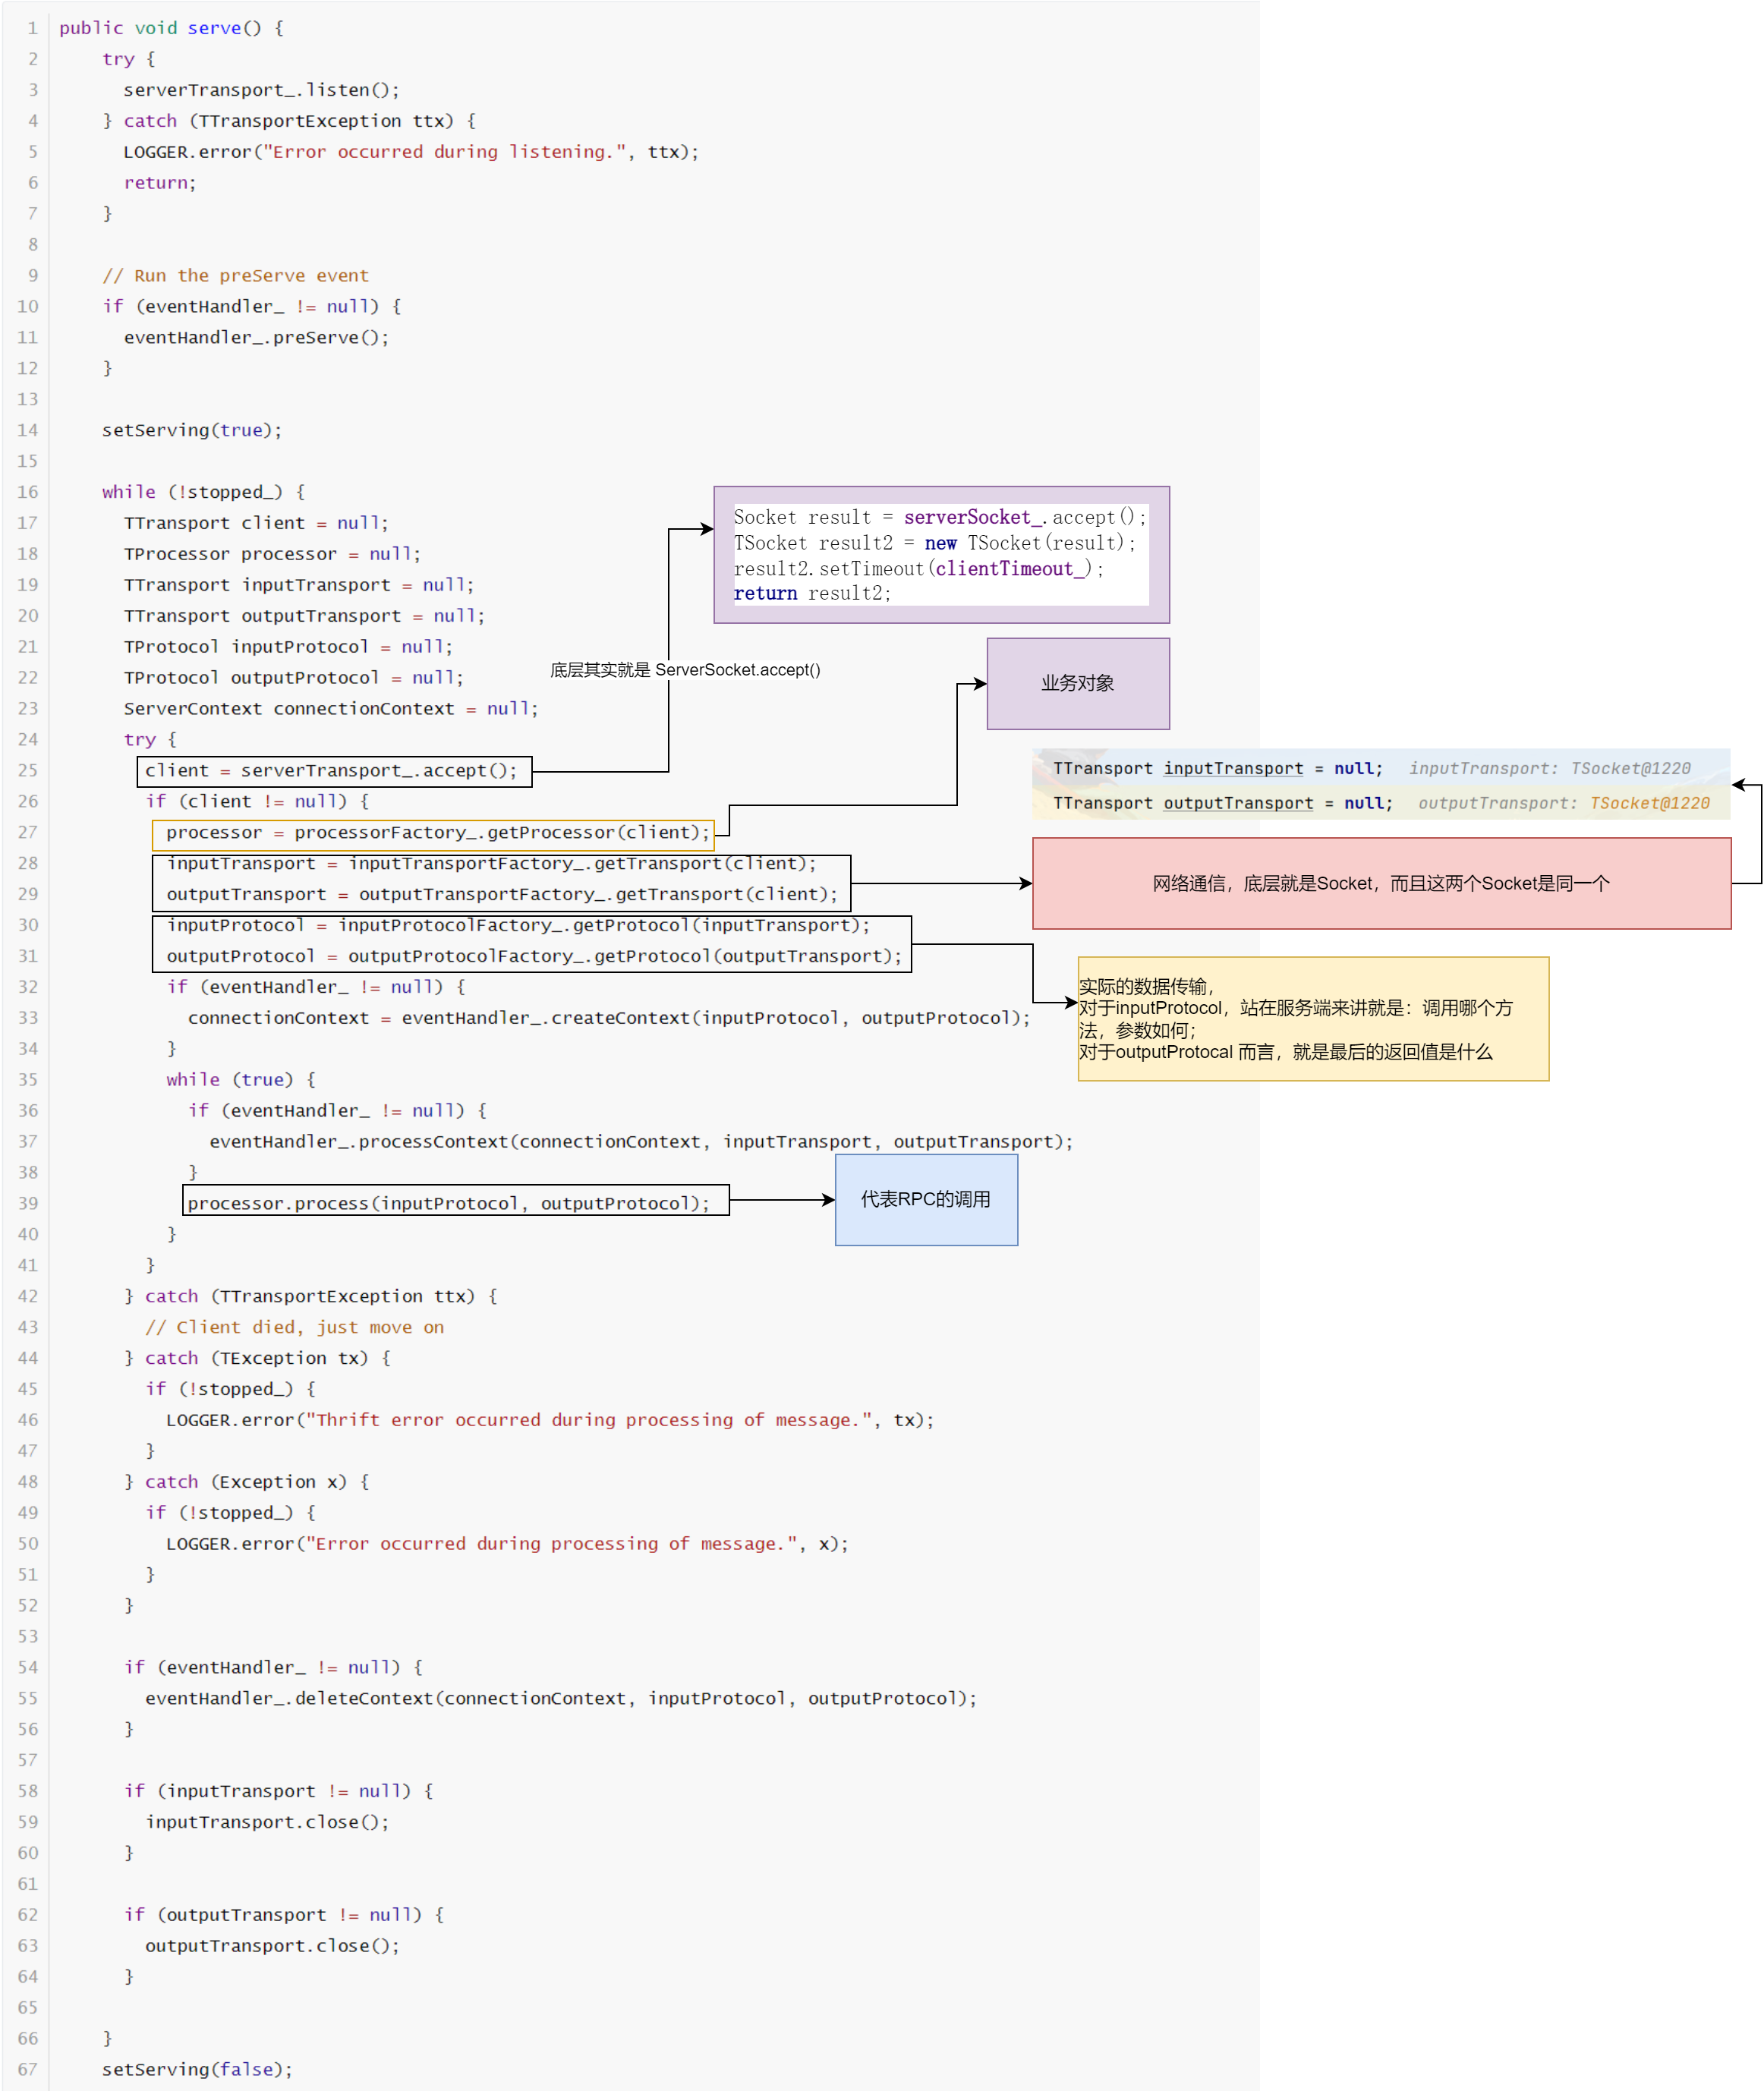 1 public void serve() {
2 try {
3 serverTransport_.listen();
4 } catch (TTransportException ttx) {
5 LOGGER.error("Error occurred during listening.", ttx);
6 return;
7 }
8
9 // Run the preServe event
10 if (eventHandler_ != null) {
11 eventHandler_.preServe();
12 }
13
14 setServing(true);
15
16 while (!stopped_) {
17 TTransport client = null;
18 TProcessor processor = null;
19 TTransport inputTransport = null;
20 TTransport outputTransport = null;
21 TProtocol inputProtocol = null;
22 TProtocol outputProtocol = null;
23 ServerContext connectionContext = null;
24 try {
25 client = serverTransport_.accept();
26 if (client != null) {
27 processor = processorFactory_.getProcessor(client);
28 inputTransport = inputTransportFactory_.getTransport(client);
29 outputTransport = outputTransportFactory_.getTransport(client);
30 inputProtocol = inputProtocolFactory_.getProtocol(inputTransport);
31 outputProtocol = outputProtocolFactory_.getProtocol(outputTransport);
32 if (eventHandler_ != null) {
33 connectionContext = eventHandler_.createContext(inputProtocol, outputProtocol);
34 }
35 while (true) {
36 if (eventHandler_ != null) {
37 eventHandler_.processContext(connectionContext, inputTransport, outputTransport);
38 }
39 processor.process(inputProtocol, outputProtocol);
40 }
41 }
42 } catch (TTransportException ttx) {
43 // Client died, just move on
44 } catch (TException tx) {
45 if (!stopped_) {
46 LOGGER.error("Thrift error occurred during processing of message.", tx);
47 }
48 } catch (Exception x) {
49 if (!stopped_) {
50 LOGGER.error("Error occurred during processing of message.", x);
51 }
52 }
53
54 if (eventHandler_ != null) {
55 eventHandler_.deleteContext(connectionContext, inputProtocol, outputProtocol);
56 }
57
58 if (inputTransport != null) {
59 inputTransport.close();
60 }
61
62 if (outputTransport != null) {
63 outputTransport.close();
64 }
65
66 }
67 setServing(false);
Socket result = serverSocket_.accept();
TSocket result2 = new TSocket(result);
result2.setTimeout(clientTimeout_);
return result2;
底层其实就是 ServerSocket.accept()
业务对象
TTransport inputTransport = null; inputTransport: TSocket@1220
TTransport outputTransport = null; outputTransport: TSocket@1220
网络通信，底层就是Socket，而且这两个Socket是同一个
实际的数据传输，
对于inputProtocol，站在服务端来讲就是：调用哪个方
法，参数如何；
对于outputProtocal 而言，就是最后的返回值是什么
代表RPC的调用